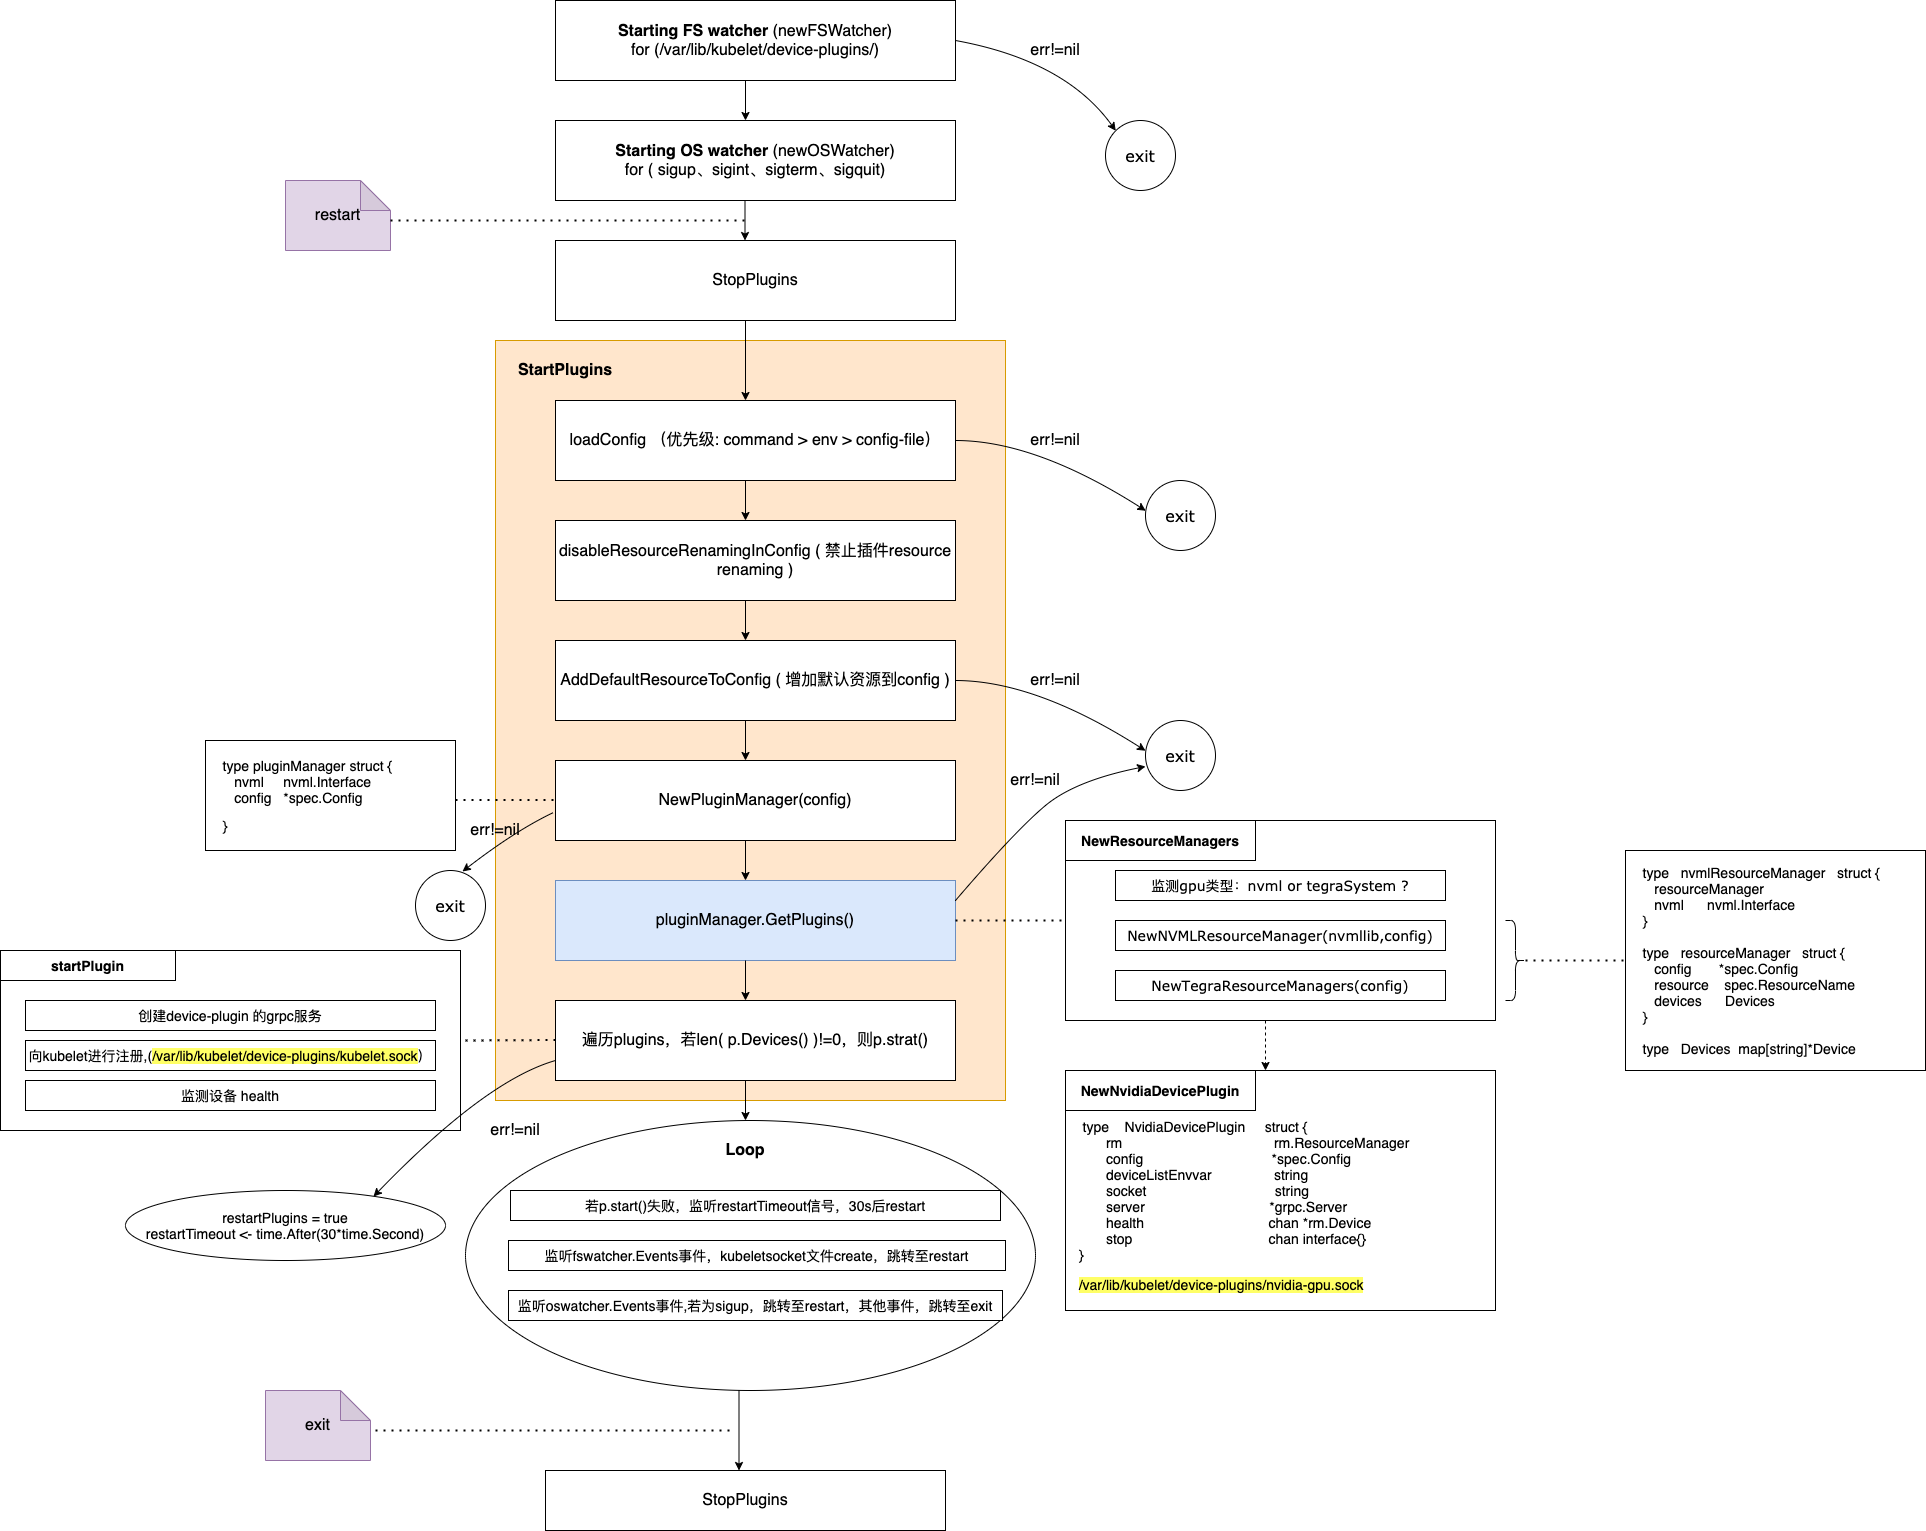 Starting FS watcher (newFSWatcher)
for (/var/lib/kubelet/device-plugins/)
err!=nil
exit
Starting OS watcher (newOSWatcher)
for ( sigup、sigint、sigterm、sigquit)
restart
StopPlugins
StartPlugins
loadConfig （优先级: command > env > config-file）
err!=nil
exit
disableResourceRenamingInConfig ( 禁止插件resource
renaming )
AddDefaultResourceToConfig ( 增加默认资源到config )
err!=nil
exit
type pluginManager struct {
nvml nvml.Interface
config *spec.Config
}
NewPluginManager(config)
err!=nil
err!=nil
exit
pluginManager.GetPlugins()
NewResourceManagers
监测gpu类型：nvml or tegraSystem ?
NewNVMLResourceManager(nvmllib,config)
NewTegraResourceManagers(config)
type nvmlResourceManager struct {
resourceManager
nvml nvml.Interface
}
type resourceManager struct {
config *spec.Config
resource spec.ResourceName
devices Devices
}
type Devices map[string]*Device
startPlugin
创建device-plugin 的grpc服务
向kubelet进行注册,(/var/lib/kubelet/device-plugins/kubelet.sock)
监测设备 health
遍历plugins，若len( p.Devices() )!=0，则p.strat()
err!=nil
restartPlugins = true
restartTimeout <- time.After(30*time.Second)
NewNvidiaDevicePlugin
type NvidiaDevicePlugin struct {
rm rm.ResourceManager
config *spec.Config
deviceListEnvvar string
socket string
server *grpc.Server
health chan *rm.Device
stop chan interface{}
}
/var/lib/kubelet/device-plugins/nvidia-gpu.sock
Loop
若p.start()失败，监听restartTimeout信号，30s后restart
监听fswatcher.Events事件，kubeletsocket文件create，跳转至restart
监听oswatcher.Events事件,若为sigup，跳转至restart，其他事件，跳转至exit
exit
StopPlugins